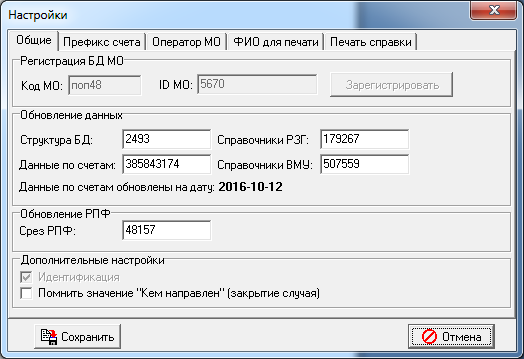 Настройки
Общие Префикс счета Оператор МО ФИО для печати Печать справки
Регистрация БД МО
Код МО: поп48 ID МО: 5670 Зарегистрировать
Обновление данных
Структура БД: 2493 Справочники РЗГ: 179267
Данные по счетам: 385843174 Справочники ВМУ: 507559
Данные по счетам обновлены на дату: 2016-10-12
Обновление РПФ
Срез РПФ: 48157
Дополнительные настройки
Идентификация
Помнить значение "Кем направлен" (закрытие случая)
Сохранить Отмена